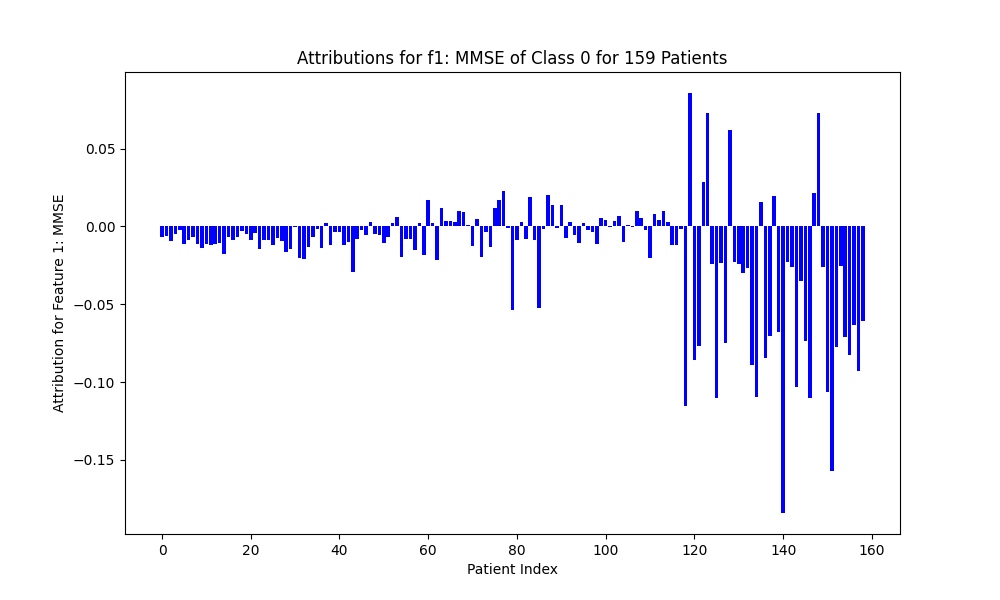 Attributions for f1: MMSE of Class 0 for 159 Patients
Attribution for Feature 1: MMSE
0.05
0.00
−0.05
−0.10
−0.15
0 20 40 60 80 100 120 140 160
Patient Index